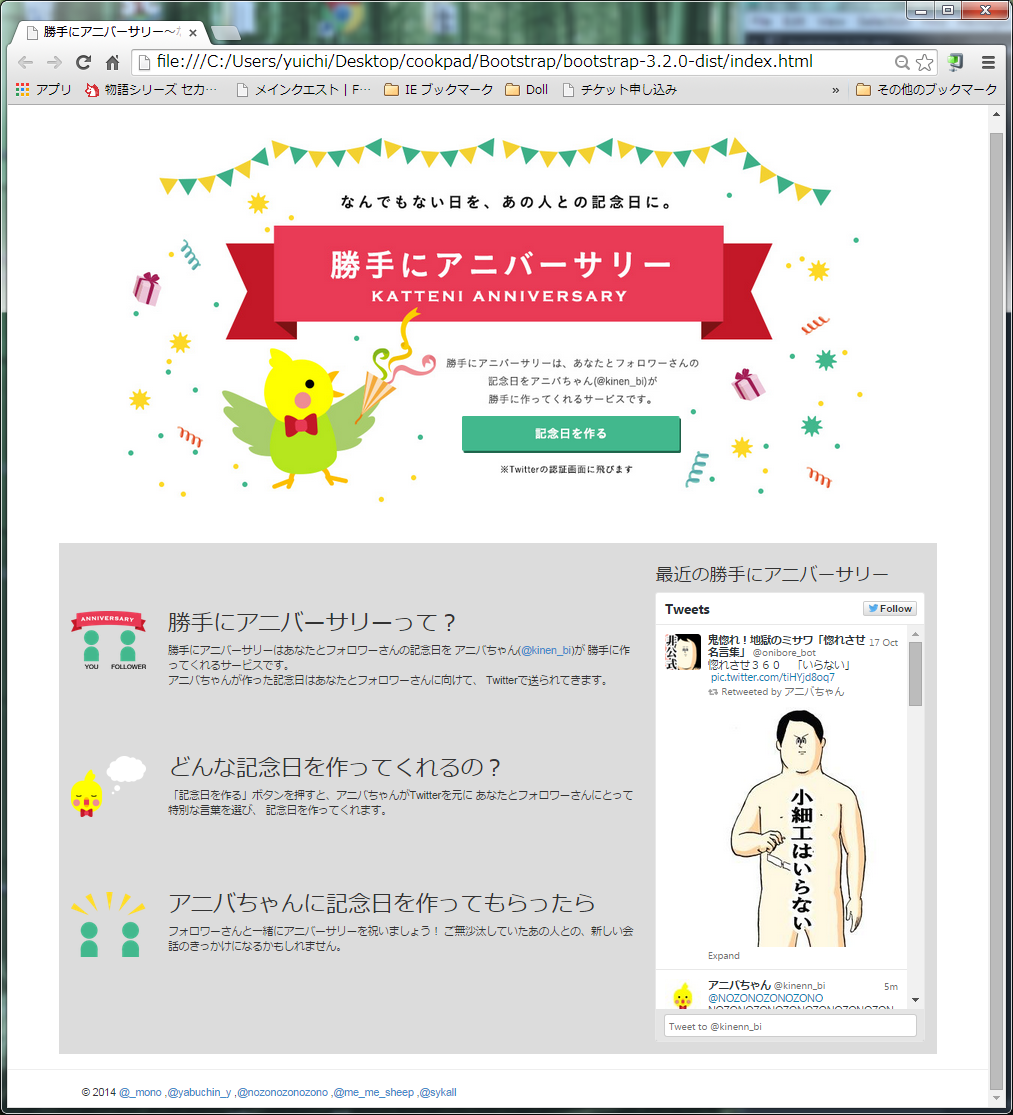 勝手にアニバーサリー～
file:///C:/Users/yuichi/Desktop/cookpad/Bootstrap/bootstrap-3.2.0-dist/index.html
アプリ 物語シリーズ セカ… メインクエスト | F… IE ブックマーク Doll チケット申し込み » その他のブックマーク
なんでもない日を、あの人との記念日に。
勝手にアニバーサリー
KATTENI ANNIVERSARY
勝手にアニバーサリーは、あなたとフォロワーさんの
記念日をアニバちゃん(@kinen_bi)が
勝手に作ってくれるサービスです。
記念日を作る
※Twitterの認証画面に飛びます
ANNIVERSARY
YOU FOLLOWER
勝手にアニバーサリーって？
勝手にアニバーサリーはあなたとフォロワーさんの記念日を アニバちゃん(@kinen_bi)が 勝手に作
ってくれるサービスです。
アニバちゃんが作った記念日はあなたとフォロワーさんに向けて、 Twitterで送られてきます。
どんな記念日を作ってくれるの？
「記念日を作る」ボタンを押すと、アニバちゃんがTwitterを元に あなたとフォロワーさんにとって
特別な言葉を選び、 記念日を作ってくれます。
アニバちゃんに記念日を作ってもらったら
フォロワーさんと一緒にアニバーサリーを祝いましょう！ ご無沙汰していたあの人との、新しい会
話のきっかけになるかもしれません。
最近の勝手にアニバーサリー
Tweets Follow
非公式
鬼惚れ！地獄のミサワ「惚れさせ 17 Oct
名言集」 @onibore_bot
惚れさせ３６０ 「いらない」
pic.twitter.com/tiHYjd8oq7
Retweeted by アニバちゃん
小細工はいらない
Expand
アニバちゃん @kinenn_bi 5m
@NOZONOZONOZONO
NOZONOZONOZONOZONOZONOZON
Tweet to @kinenn_bi
© 2014 @_mono ,@yabuchin_y ,@nozonozonozono ,@me_me_sheep ,@sykall